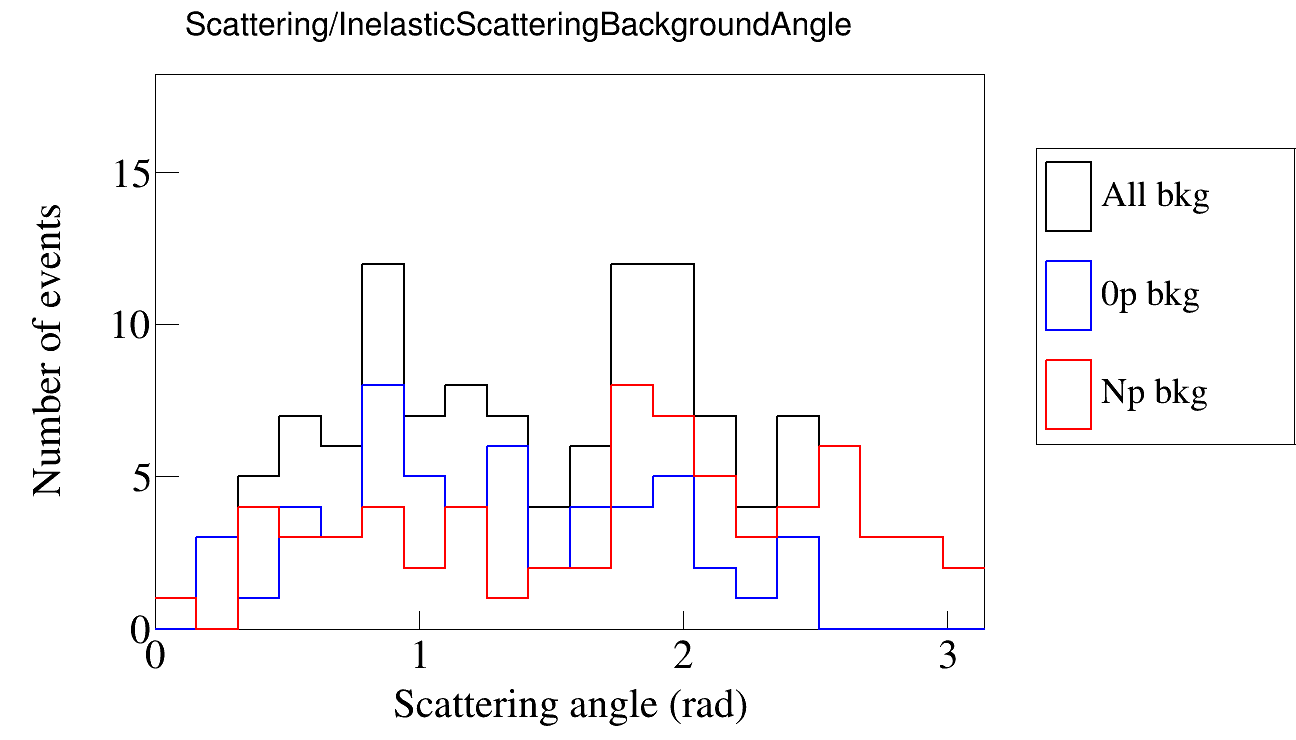 Scattering/InelasticScatteringBackgroundAngle
Number of events
15
10
5
0
0 1 2 3
Scattering angle (rad)
All bkg
0p bkg
Np bkg